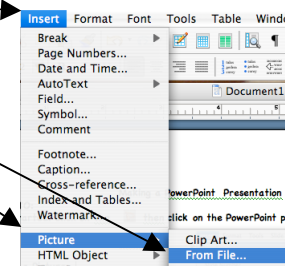 Insert Format Font Tools Table Wind
Break
Page Numbers...
Date and Time...
AutoText
Field...
Symbol...
Comment
Document1
Footnote...
Caption...
Cross-reference...
Index and Tables...
Watermark...
PowerPoint Presentation
click on the PowerPoint p
Picture
HTML Object
Clip Art...
From File...